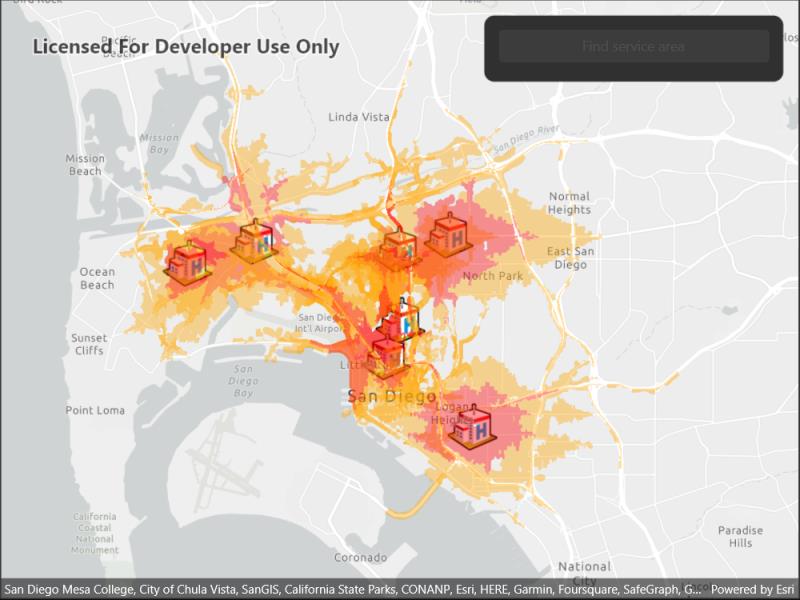 Licensed For Developer Use Only
Pacific
Beach
Find service area
Linda Vista
San Diego River
Mission
Bay
Mission
Beach
Normal
Heights
East San
Diego
North Park
Ocean
Beach
San Die
Int'l Airpor
Sunset
Cliffs
Littl
San
Diego
Bay
San Diego
Point Loma
Logan
Heights
California
Coastal
National
Monument
Coronado
Paradise
Hills
National
City
San Diego Mesa College, City of Chula Vista, SanGIS, California State Parks, CONANP, Esri, HERE, Garmin, Foursquare, SafeGraph, G... Powered by Esri